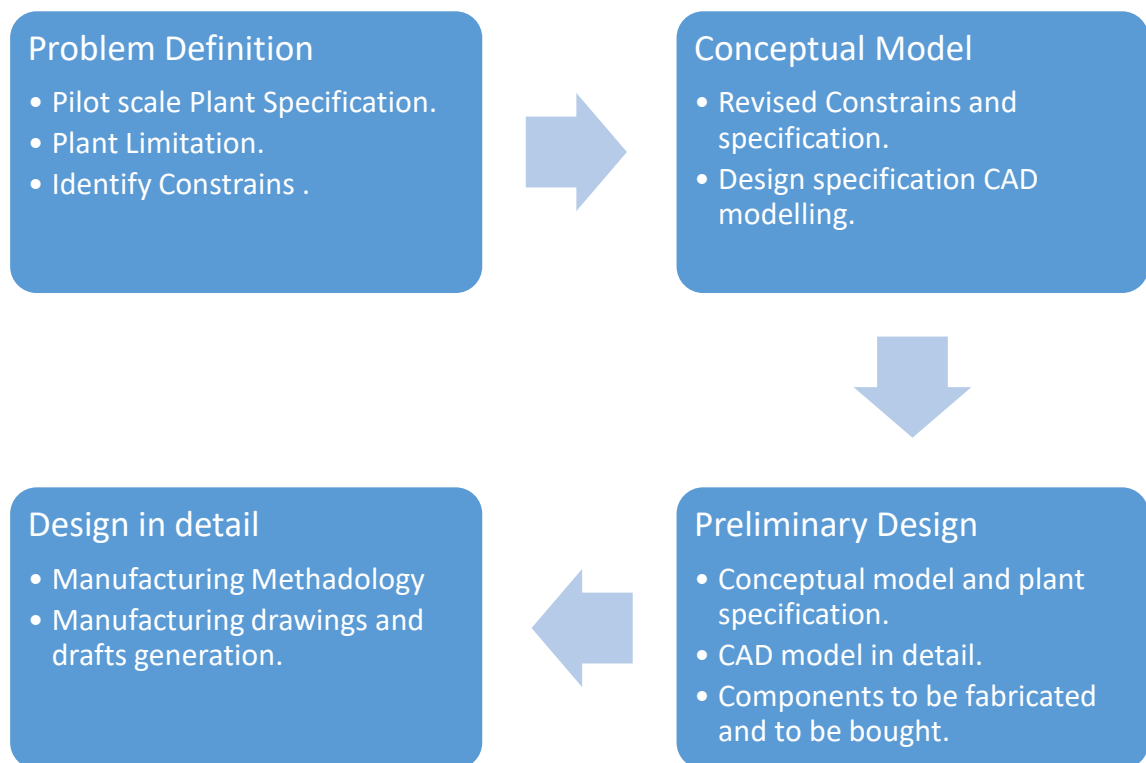 Problem Definition
• Pilot scale Plant Specification.
• Plant Limitation.
• Identify Constrains .
Conceptual Model
• Revised Constrains and
specification.
• Design specification CAD
modelling.
Preliminary Design
• Conceptual model and plant
specification.
• CAD model in detail.
• Components to be fabricated
and to be bought.
Design in detail
• Manufacturing Methadology
• Manufacturing drawings and
drafts generation.